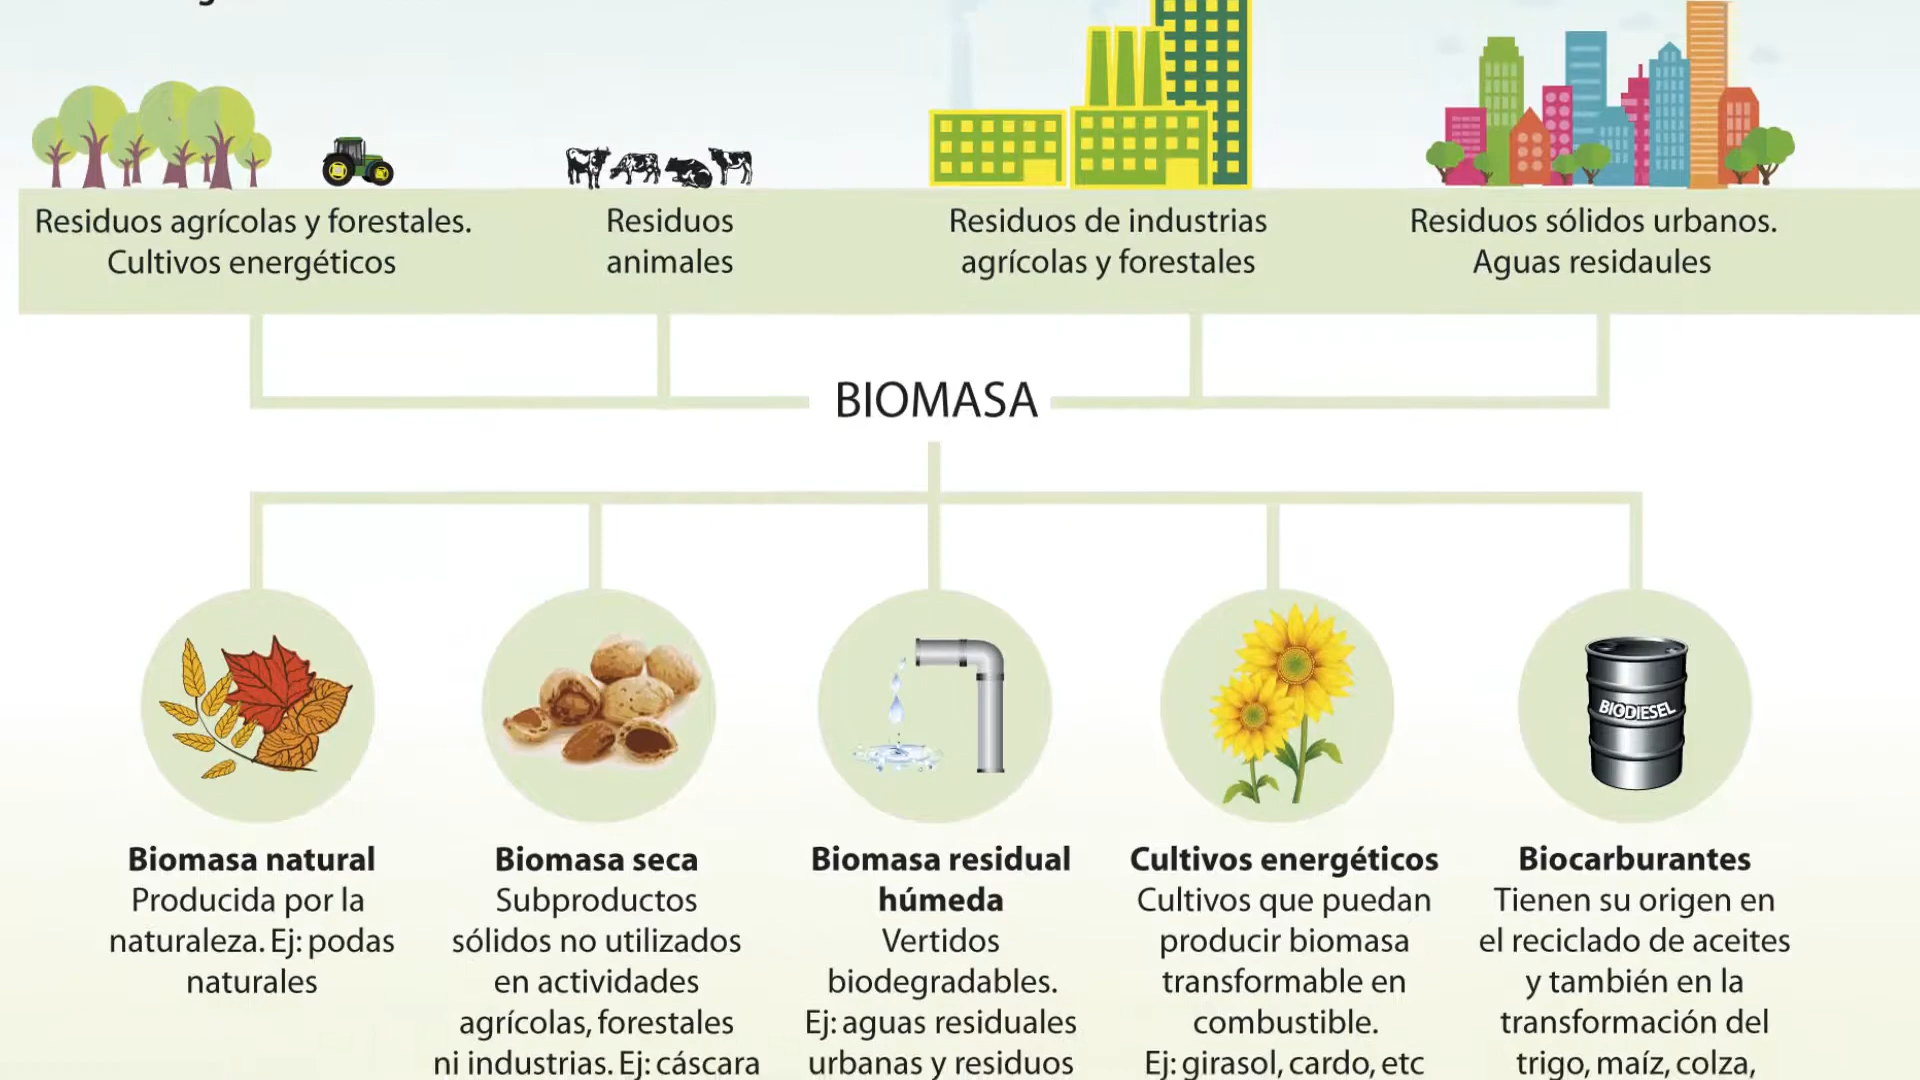 Residuos agrícolas y forestales.
Cultivos energéticos
Residuos
animales
Residuos de industrias
agrícolas y forestales
Residuos sólidos urbanos.
Aguas residaules
BIOMASA
BIODIESEL
Biomasa natural
Producida por la
naturaleza. Ej: podas
naturales
Biomasa seca
Subproductos
sólidos no utilizados
en actividades
agrícolas, forestales
ni industrias. Ej: cáscara
Biomasa residual
húmeda
Vertidos
biodegradables.
Ej: aguas residuales
urbanas y residuos
Cultivos energéticos
Cultivos que puedan
producir biomasa
transformable en
combustible.
Ej: girasol, cardo, etc
Biocarburantes
Tienen su origen en
el reciclado de aceites
y también en la
transformación del
trigo, maíz, colza,